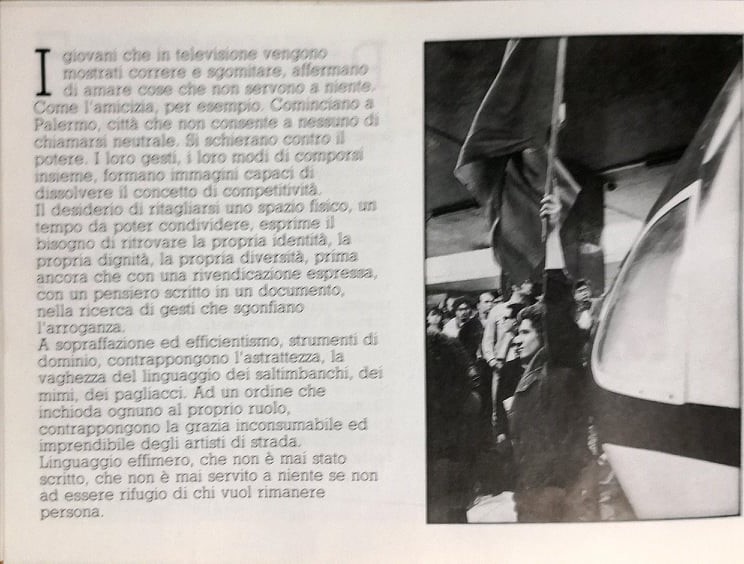 I giovani che in televisione vengono
mostrati correre e sgomitare, affermano
di amare cose che non servono a niente.
Come l'amicizia, per esempio. Cominciano a
Palermo, città che non consente a nessuno di
chiamarsi neutrale. Si schierano contro il
potere. I loro gesti, i loro modi di comporsi
insieme, formano immagini capaci di
dissolvere il concetto di competitività.
Il desiderio di ritagliarsi uno spazio fisico, un
tempo da poter condividere, esprime il
bisogno di ritrovare la propria identità, la
propria dignità, la propria diversità, prima
ancora che con una rivendicazione espressa,
con un pensiero scritto in un documento,
nella ricerca di gesti che sgonfiano
l'arroganza.
A sopraffazione ed efficientismo, strumenti di
dominio, contrappongono l'astrattezza, la
vaghezza del linguaggio dei saltimbanchi, dei
mimi, dei pagliacci. Ad un ordine che
inchioda ognuno al proprio ruolo,
contrappongono la grazia inconsumabile ed
imprendibile degli artisti di strada.
Linguaggio effimero, che non è mai stato
scritto, che non è mai servito a niente se non
ad essere rifugio di chi vuol rimanere
persona.